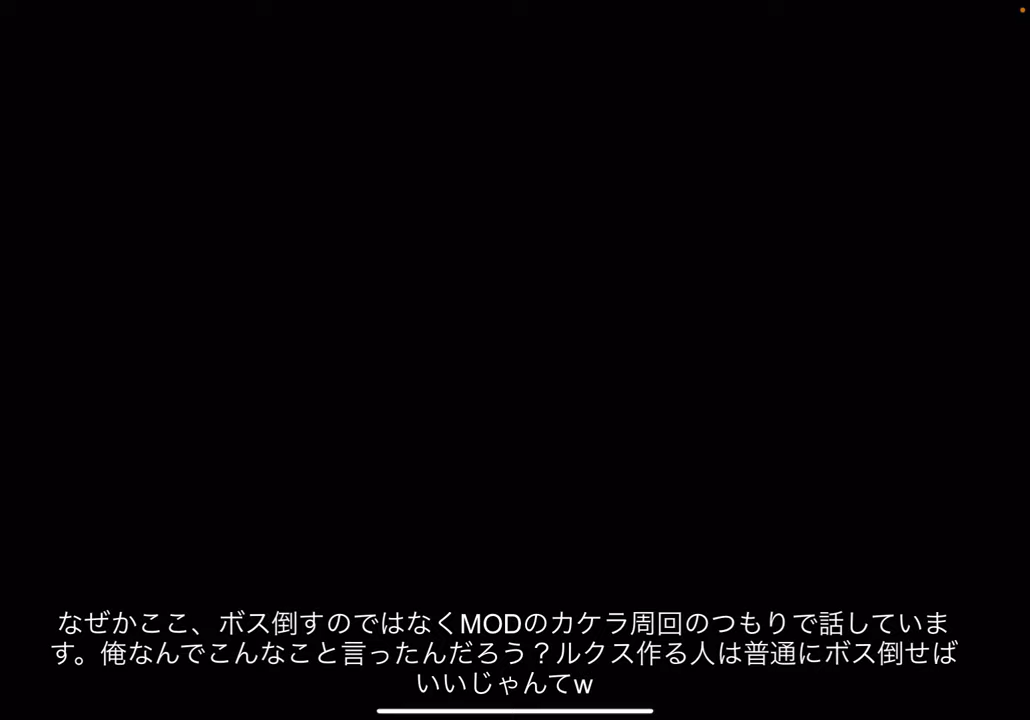 なぜかここ、ボス倒すのではなくMODのカケラ周回のつもりで話していま
す。俺なんでこんなこと言ったんだろう？ルクス作る人は普通にボス倒せば
いいじゃんてw